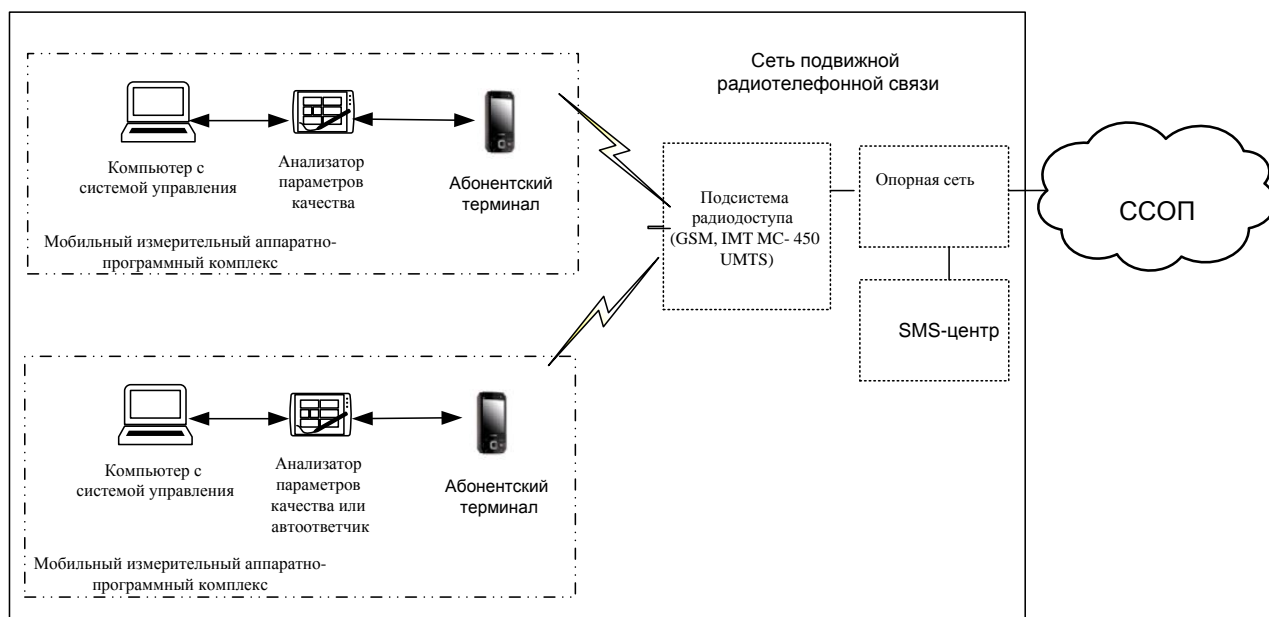 Сеть подвижной
радиотелефонной связи
Компьютер с
системой управления
Анализатор
параметров
качества
Абонентский
терминал
Мобильный измерительный аппаратно-
программный комплекс
Подсистема
радиодоступа
(GSM, IMT MC- 450
UMTS)
Опорная сеть
ССОП
SMS-центр
Компьютер с
системой управления
Анализатор
параметров
качества или
автоответчик
Абонентский
терминал
Мобильный измерительный аппаратно-
программный комплекс